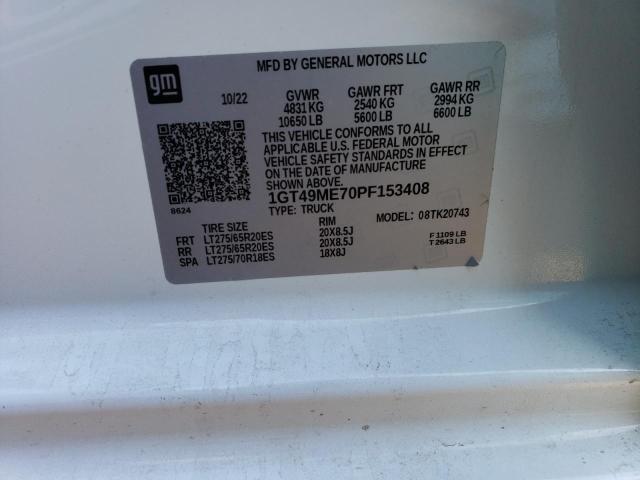 MFD BY GENERAL MOTORS LLC
gm
10/22
GVWR GAWR FRT GAWR RR
4831 KG 2540 KG 2994 KG
10650 LB 5600 LB 6600 LB
THIS VEHICLE CONFORMS TO ALL
APPLICABLE U.S. FEDERAL MOTOR
VEHICLE SAFETY STANDARDS IN EFFECT
ON THE DATE OF MANUFACTURE
SHOWN ABOVE.
8624
1GT49ME70PF153408
TYPE: TRUCK MODEL: 08TK20743
TIRE SIZE RIM
FRT LT275/65R20ES 20X8.5J F 1109 LB
RR LT275/65R20ES 20X8.5J T 2643 LB
SPA LT275/70R18ES 18X8J